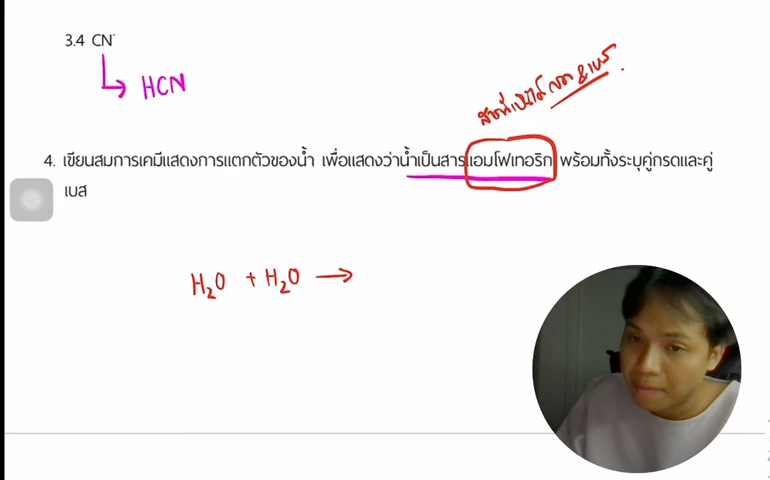 3.4 CN⁻
HCN
สารที่เป็นได้ กรด & เบส
4. เขียนสมการเคมีแสดงการแตกตัวของน้ำ เพื่อแสดงว่าน้ำเป็นสารแอมโฟเทอริก พร้อมทั้งระบุคู่กรดและคู่
เบส
H₂O + H₂O →